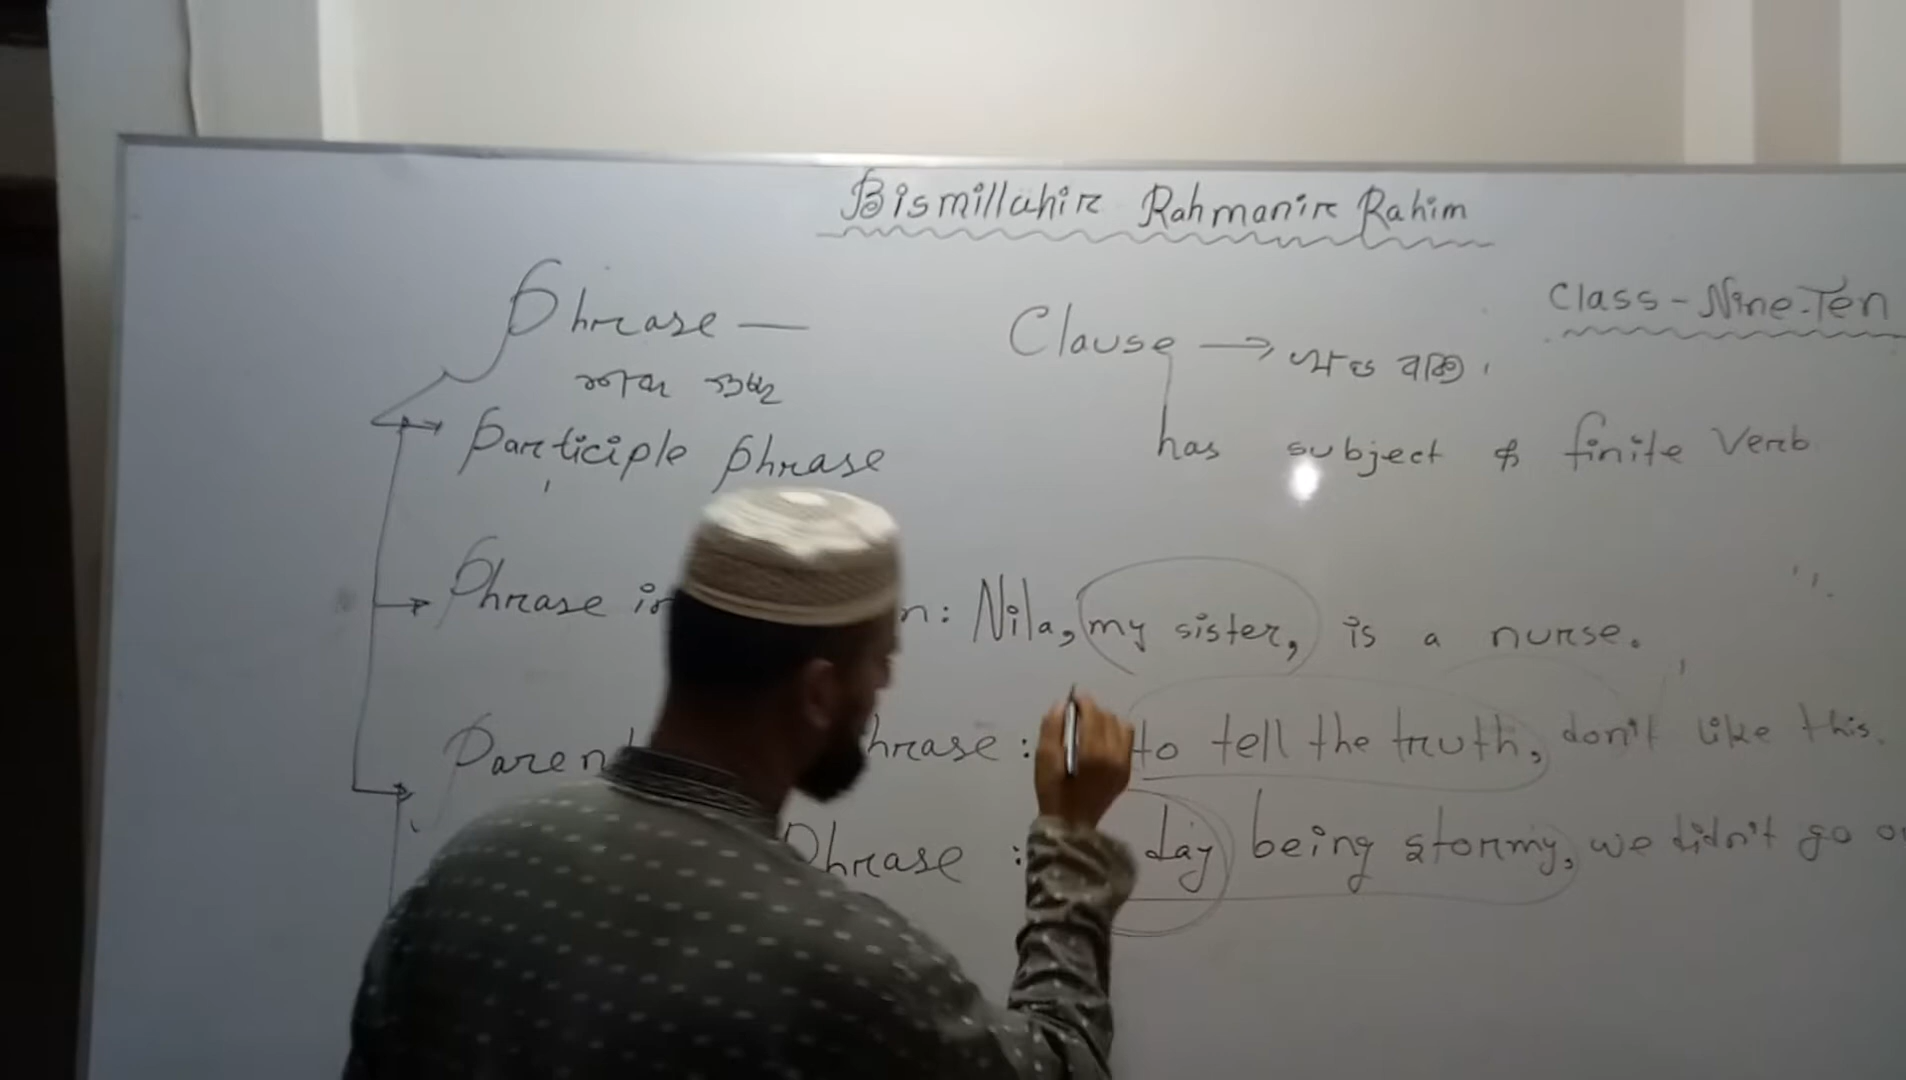 Bismillahir Rahmanir Rahim
Class-Nine-Ten
Phrase —
Clause → খণ্ড বাক্য।
Participle phrase
has subject & finite verb
Phrase in n: Nila, my sister, is a nurse.
Paren hrase : to tell the truth, don't like this.
Phrase : day being stormy, we didn't go o